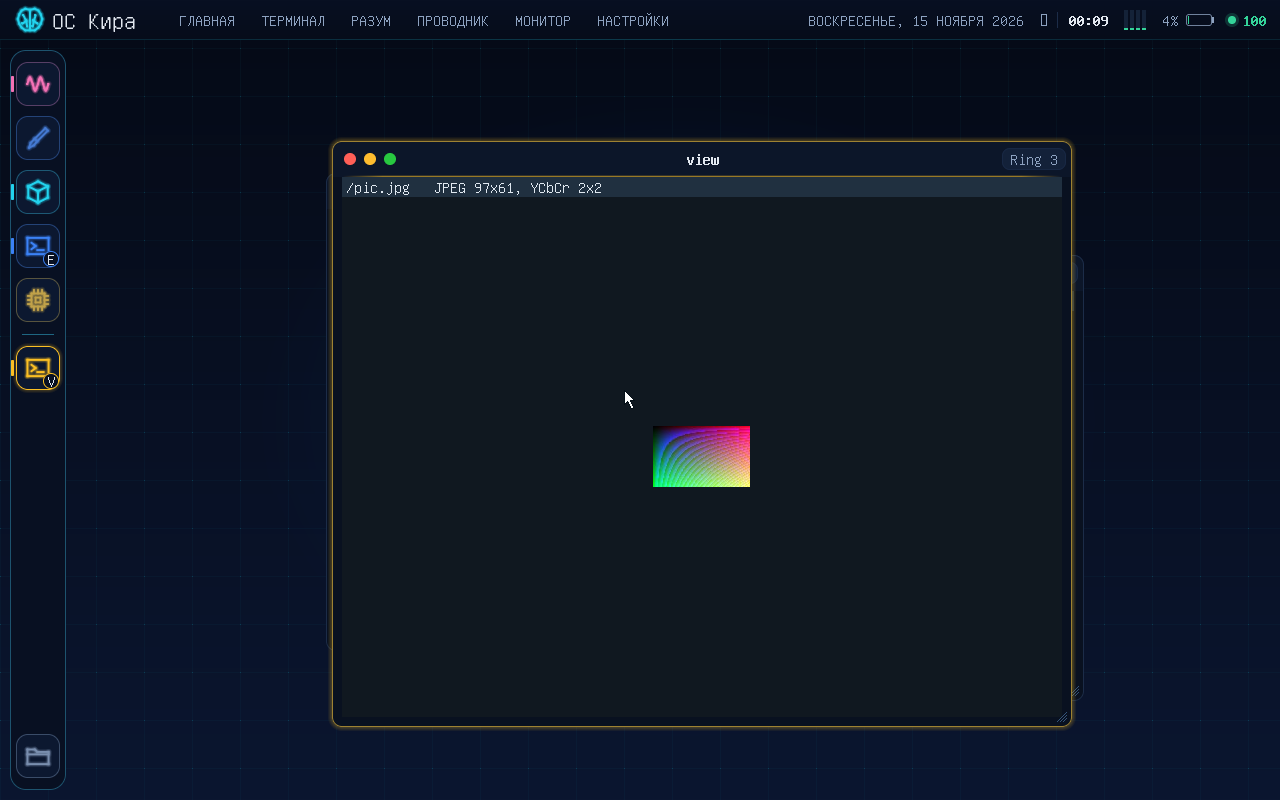 ОС Кира ГЛАВНАЯ ТЕРМИНАЛ РАЗУМ ПРОВОДНИК МОНИТОР НАСТРОЙКИ ВОСКРЕСЕНЬЕ, 15 НОЯБРЯ 2026 00:09 4% 100
view Ring 3
/pic.jpg JPEG 97x61, YCbCr 2x2
E
V